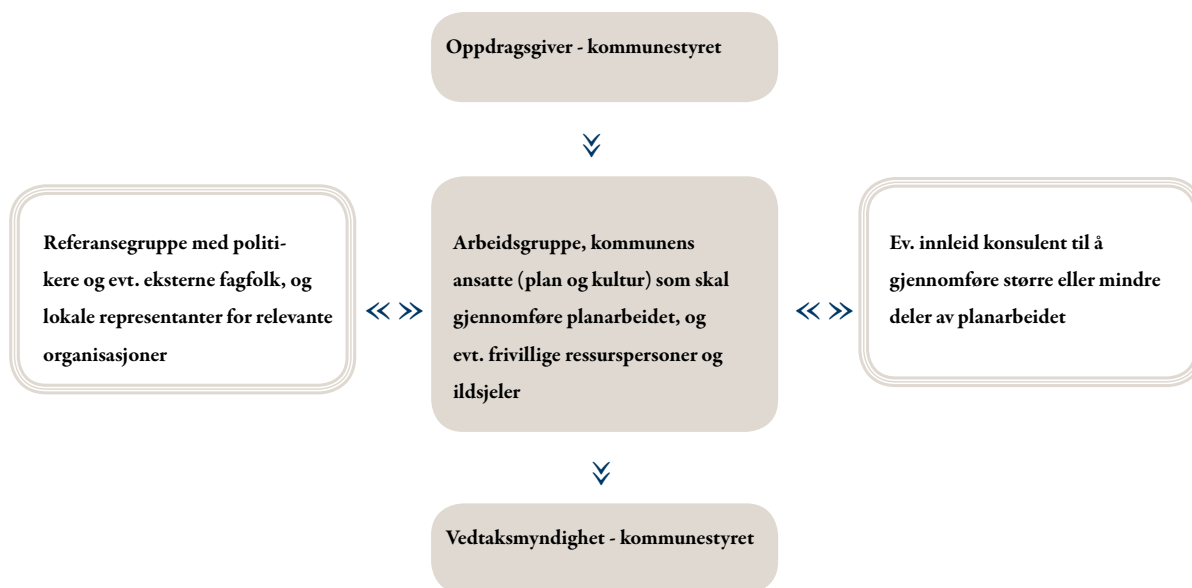 Oppdragsgiver - kommunestyret
Referansegruppe med politi-
kere og evt. eksterne fagfolk, og
lokale representanter for relevante
organisasjoner
Arbeidsgruppe, kommunens
ansatte (plan og kultur) som skal
gjennomføre planarbeidet, og
evt. frivillige ressurspersoner og
ildsjeler
Ev. innleid konsulent til å
gjennomføre større eller mindre
deler av planarbeidet
Vedtaksmyndighet - kommunestyret